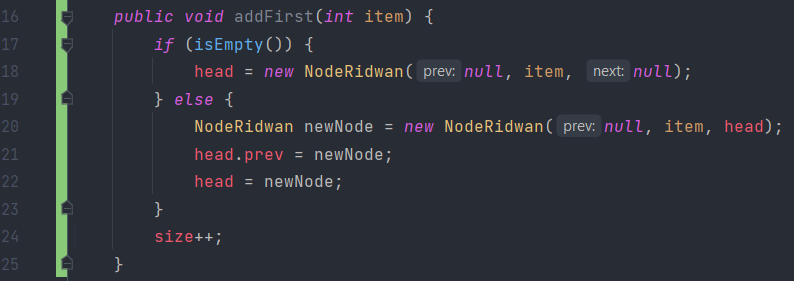 16 public void addFirst(int item) {
17 if (isEmpty()) {
18 head = new NodeRidwan( prev: null, item, next: null);
19 } else {
20 NodeRidwan newNode = new NodeRidwan( prev: null, item, head);
21 head.prev = newNode;
22 head = newNode;
23 }
24 size++;
25 }